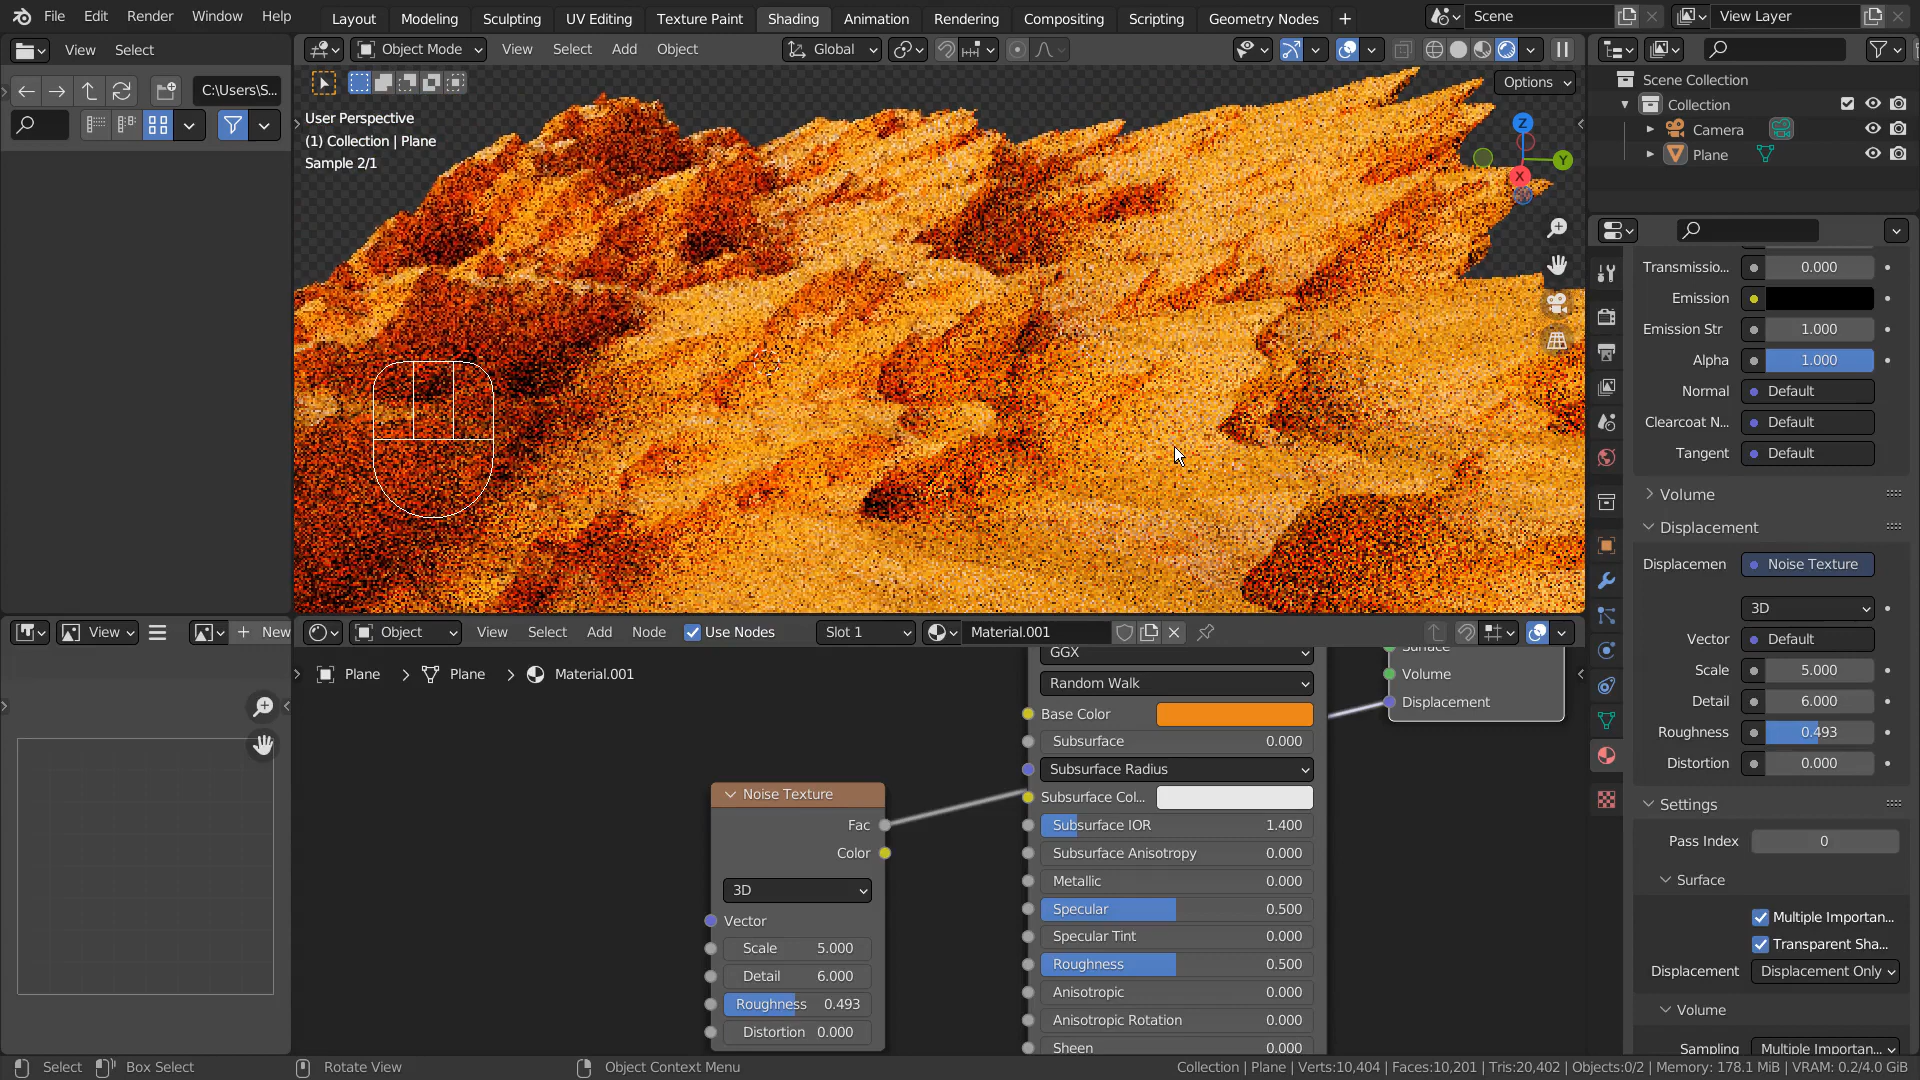 File Edit Render Window Help
Layout Modeling Sculpting UV Editing Texture Paint Shading Animation Rendering Compositing Scripting Geometry Nodes +
Scene
View Layer
View Select
C:\Users\S...
Object Mode View Select Add Object Global
Options
User Perspective
(1) Collection | Plane
Sample 2/1
Z
Y
X
Scene Collection
Collection
Camera
Plane
Transmissio... 0.000
Emission
Emission Str 1.000
Alpha 1.000
Normal Default
Clearcoat N... Default
Tangent Default
Volume
Displacement
Displacemen Noise Texture
3D
Vector Default
Scale 5.000
Detail 6.000
Roughness 0.493
Distortion 0.000
Settings
Pass Index 0
Surface
Multiple Importan...
Transparent Sha...
Displacement Displacement Only
Volume
Sampling Multiple Importan...
View + New
Object View Select Add Node Use Nodes Slot 1 Material.001
Plane > Plane > Material.001
GGX
Random Walk
Base Color
Subsurface 0.000
Subsurface Radius
Subsurface Col...
Subsurface IOR 1.400
Subsurface Anisotropy 0.000
Metallic 0.000
Specular 0.500
Specular Tint 0.000
Roughness 0.500
Anisotropic 0.000
Anisotropic Rotation 0.000
Sheen 0.000
Surface
Volume
Displacement
Noise Texture
Fac
Color
3D
Vector
Scale 5.000
Detail 6.000
Roughness 0.493
Distortion 0.000
Select Box Select Rotate View Object Context Menu
Collection | Plane | Verts:10,404 | Faces:10,201 | Tris:20,402 | Objects:0/2 | Memory: 178.1 MiB | VRAM: 0.2/4.0 GiB